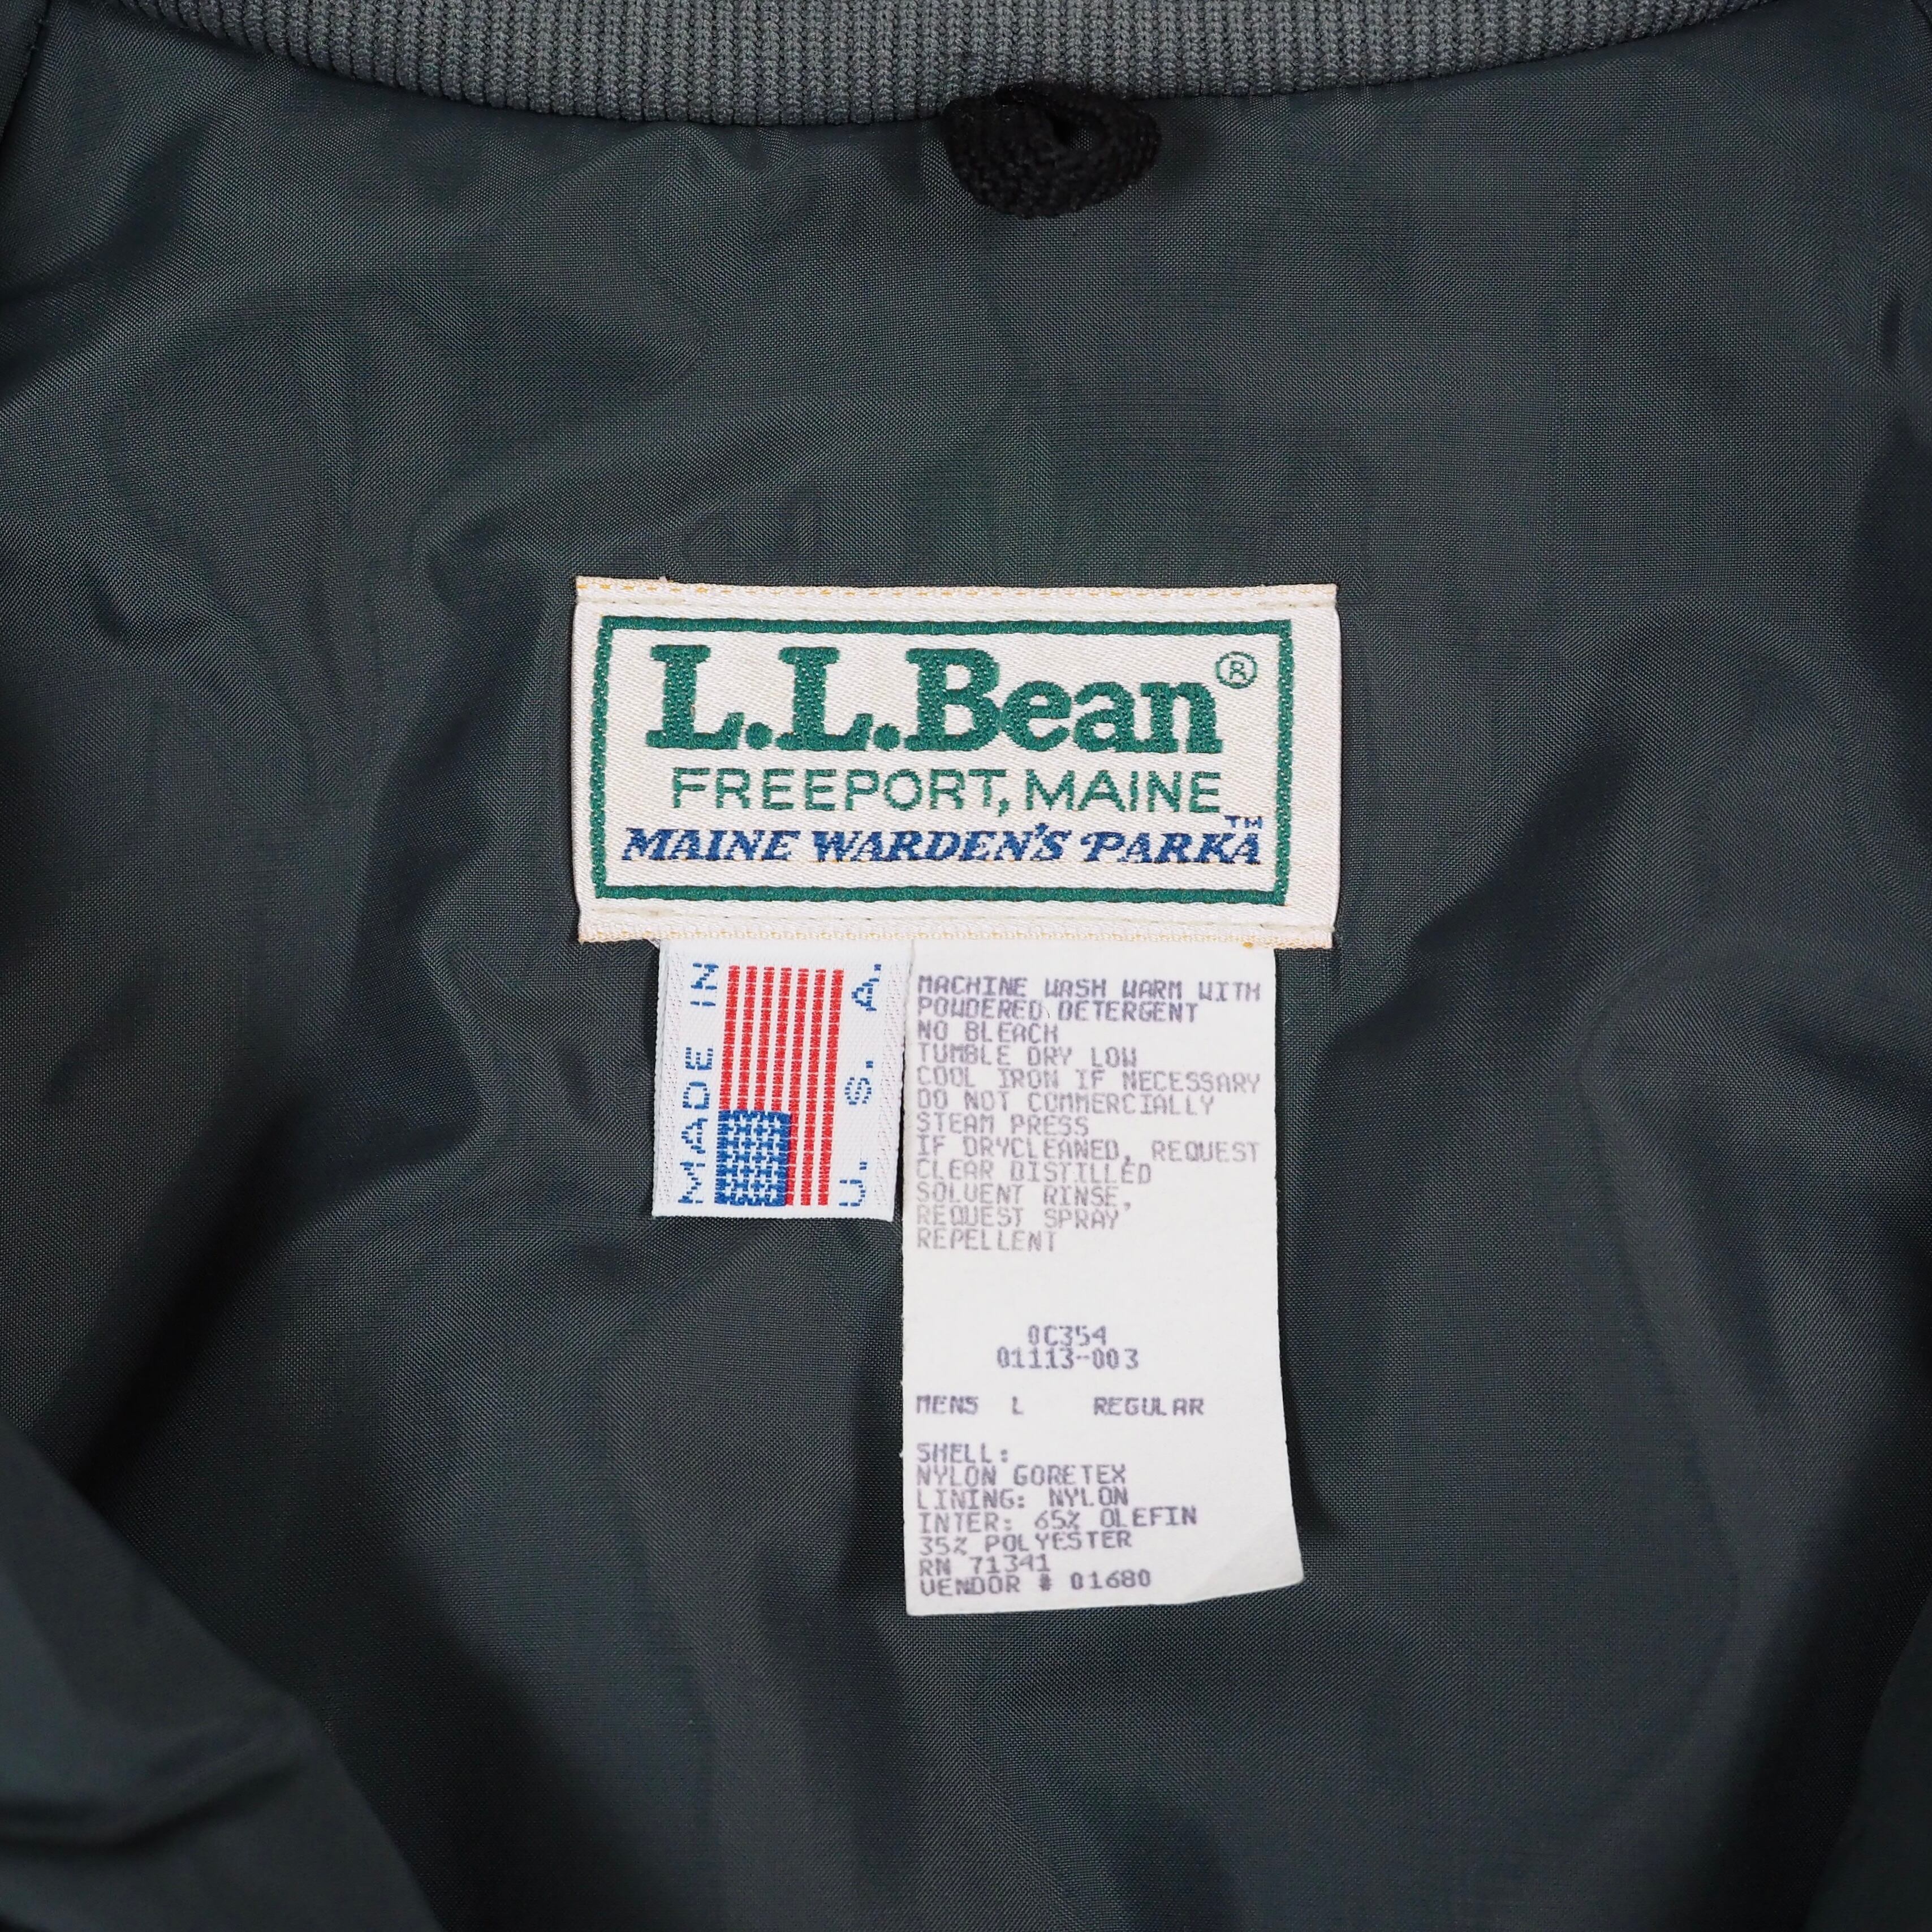 L.L.Bean®
FREEPORT, MAINE
MAINE WARDEN'S PARKA™
MADE IN
U.S.A.
MACHINE WASH WARM WITH
POWDERED DETERGENT
NO BLEACH
TUMBLE DRY LOW
COOL IRON IF NECESSARY
DO NOT COMMERCIALLY
STEAM PRESS
IF DRYCLEANED, REQUEST
CLEAR DISTILLED
SOLVENT RINSE,
REQUEST SPRAY
REPELLENT
0C354
01113-003
MENS L REGULAR
SHELL:
NYLON GORETEX
LINING: NYLON
INTER: 65% OLEFIN
35% POLYESTER
RN 71341
VENDOR # 01680